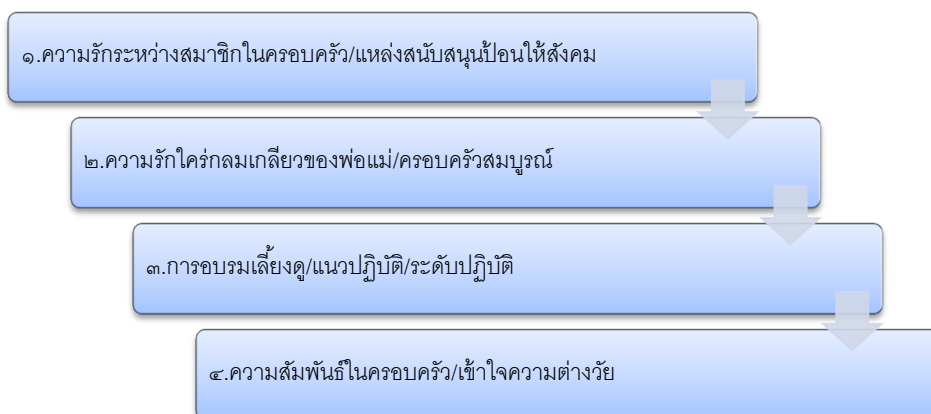 ๑.ความรักระหว่างสมาชิกในครอบครัว/แหล่งสนับสนุนป้อนให้สังคม
๒.ความรักใคร่กลมเกลียวของพ่อแม่/ครอบครัวสมบูรณ์
๓.การอบรมเลี้ยงดู/แนวปฏิบัติ/ระดับปฏิบัติ
๔.ความสัมพันธ์ในครอบครัว/เข้าใจความต่างวัย